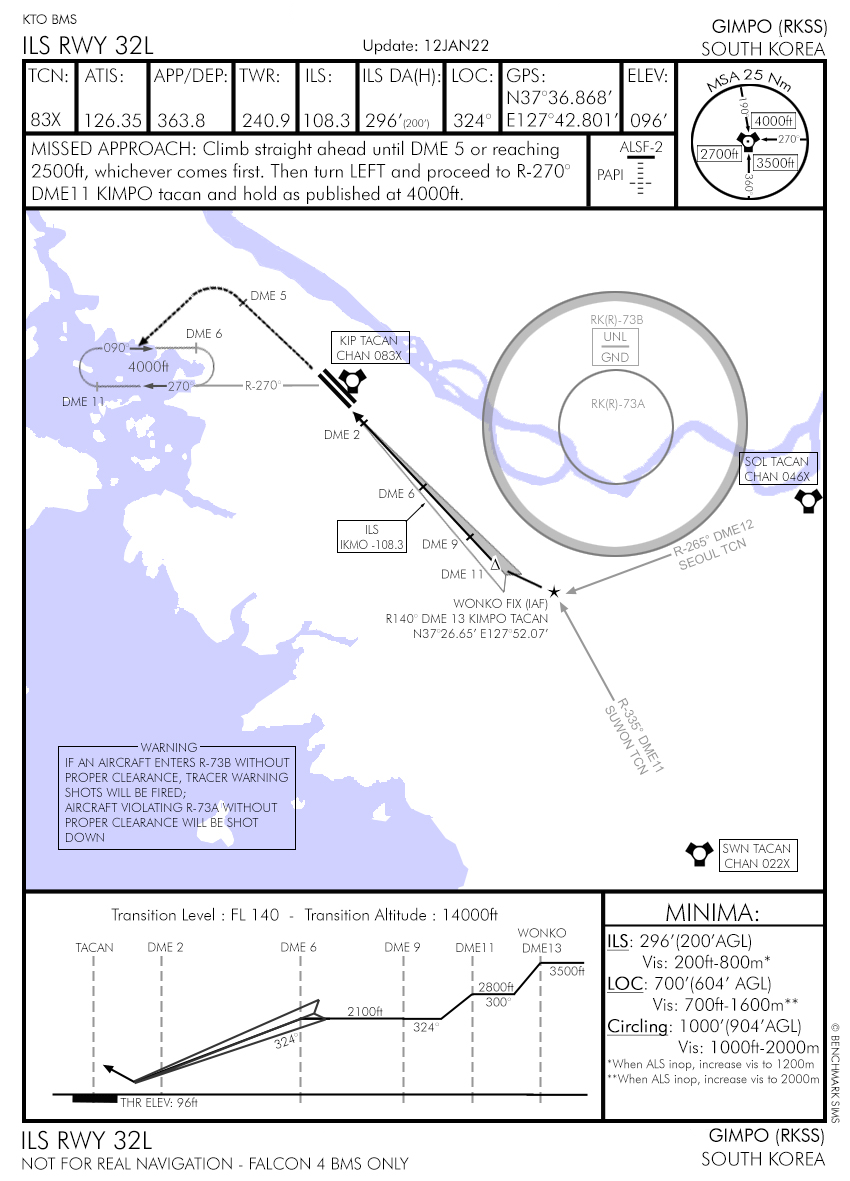 KTO BMS
ILS RWY 32L
Update: 12JAN22
GIMPO (RKSS)
SOUTH KOREA
TCN:
83X
ATIS:
126.35
APP/DEP:
363.8
TWR:
240.9
ILS:
108.3
ILS DA(H):
296'(200')
LOC:
324°
GPS:
N37°36.868'
E127°42.801'
ELEV:
096'
MSA 25 Nm
190°
4000ft
270°
2700ft
3500ft
360°
MISSED APPROACH: Climb straight ahead until DME 5 or reaching
2500ft, whichever comes first. Then turn LEFT and proceed to R-270°
DME11 KIMPO tacan and hold as published at 4000ft.
ALSF-2
PAPI
DME 5
DME 6
090°
4000ft
270°
R-270°
DME 11
KIP TACAN
CHAN 083X
RK(R)-73B
UNL
GND
RK(R)-73A
DME 2
SOL TACAN
CHAN 046X
DME 6
ILS
IKMO -108.3
DME 9
DME 11
R-265° DME12
SEOUL TCN
WONKO FIX (IAF)
R140° DME 13 KIMPO TACAN
N37°26.65' E127°52.07'
R-335° DME11
SUWON TCN
WARNING
IF AN AIRCRAFT ENTERS R-73B WITHOUT
PROPER CLEARANCE, TRACER WARNING
SHOTS WILL BE FIRED;
AIRCRAFT VIOLATING R-73A WITHOUT
PROPER CLEARANCE WILL BE SHOT
DOWN
SWN TACAN
CHAN 022X
Transition Level : FL 140 - Transition Altitude : 14000ft
TACAN
DME 2
DME 6
DME 9
DME11
WONKO
DME13
3500ft
2800ft
300°
2100ft
324°
324°
THR ELEV: 96ft
MINIMA:
ILS: 296'(200'AGL)
Vis: 200ft-800m*
LOC: 700'(604' AGL)
Vis: 700ft-1600m**
Circling: 1000'(904'AGL)
Vis: 1000ft-2000m
*When ALS inop, increase vis to 1200m
**When ALS inop, increase vis to 2000m
© BENCHMARK SIMS
ILS RWY 32L
NOT FOR REAL NAVIGATION - FALCON 4 BMS ONLY
GIMPO (RKSS)
SOUTH KOREA